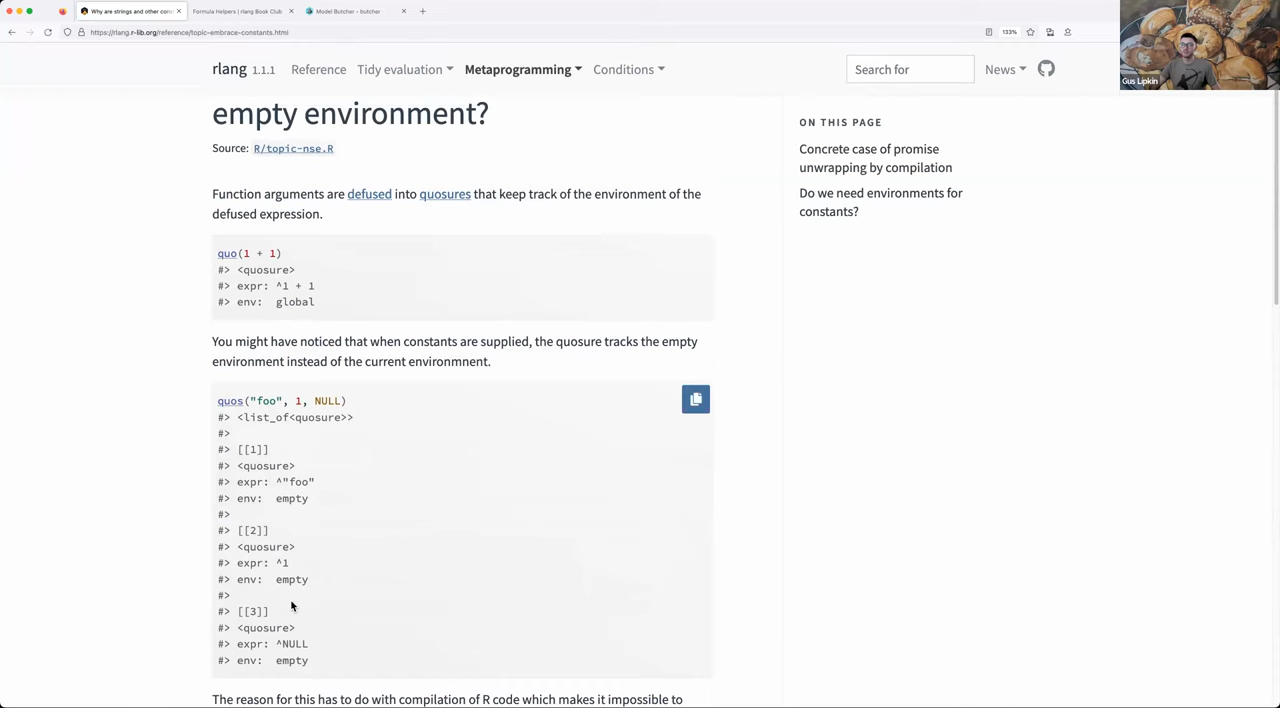 Why are strings and other cons
Formula Helpers | rlang Book Club
Model Butcher • butcher
https://rlang.r-lib.org/reference/topic-embrace-constants.html
133%
rlang 1.1.1 Reference Tidy evaluation Metaprogramming Conditions Search for News
Gus Lipkin
empty environment?
Source: R/topic-nse.R
Function arguments are defused into quosures that keep track of the environment of the
defused expression.
quo(1 + 1)
#> <quosure>
#> expr: ^1 + 1
#> env:  global
You might have noticed that when constants are supplied, the quosure tracks the empty
environment instead of the current environmnent.
quos("foo", 1, NULL)
#> <list_of<quosure>>
#>
#> [[1]]
#> <quosure>
#> expr: ^"foo"
#> env:  empty
#>
#> [[2]]
#> <quosure>
#> expr: ^1
#> env:  empty
#>
#> [[3]]
#> <quosure>
#> expr: ^NULL
#> env:  empty
The reason for this has to do with compilation of R code which makes it impossible to
ON THIS PAGE
Concrete case of promise
unwrapping by compilation
Do we need environments for
constants?